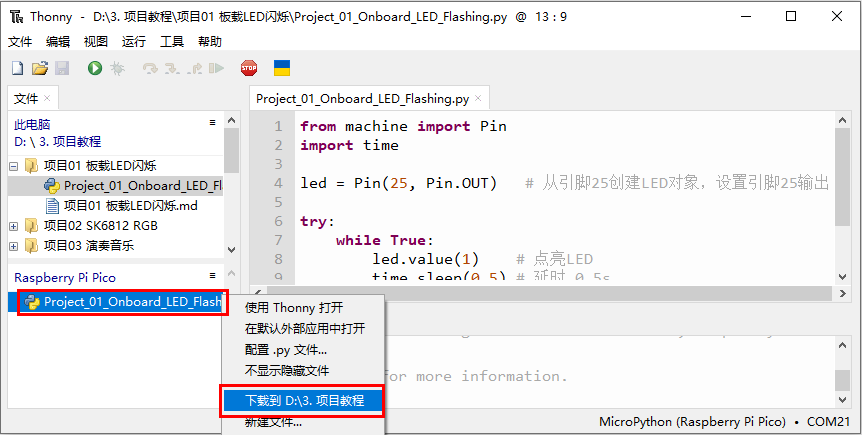 Thonny - D:\3. 项目教程\项目01 板载LED闪烁\Project_01_Onboard_LED_Flashing.py @ 13 : 9
文件 编辑 视图 运行 工具 帮助
STOP
文件 ×
此电脑
D: \ 3. 项目教程
项目01 板载LED闪烁
Project_01_Onboard_LED_Fl
项目01 板载LED闪烁.md
项目02 SK6812 RGB
项目03 演奏音乐
Raspberry Pi Pico
Project_01_Onboard_LED_Flash
Project_01_Onboard_LED_Flashing.py ×
1 from machine import Pin
2 import time
3
4 led = Pin(25, Pin.OUT) # 从引脚25创建LED对象，设置引脚25输出
5
6 try:
7 while True:
8 led.value(1) # 点亮LED
9 time.sleep(0.5) # 延时 0.5s
使用 Thonny 打开
在默认外部应用中打开
配置 .py 文件...
不显示隐藏文件
下载到 D:\3. 项目教程
新建文件...
for more information.
MicroPython (Raspberry Pi Pico) • COM21